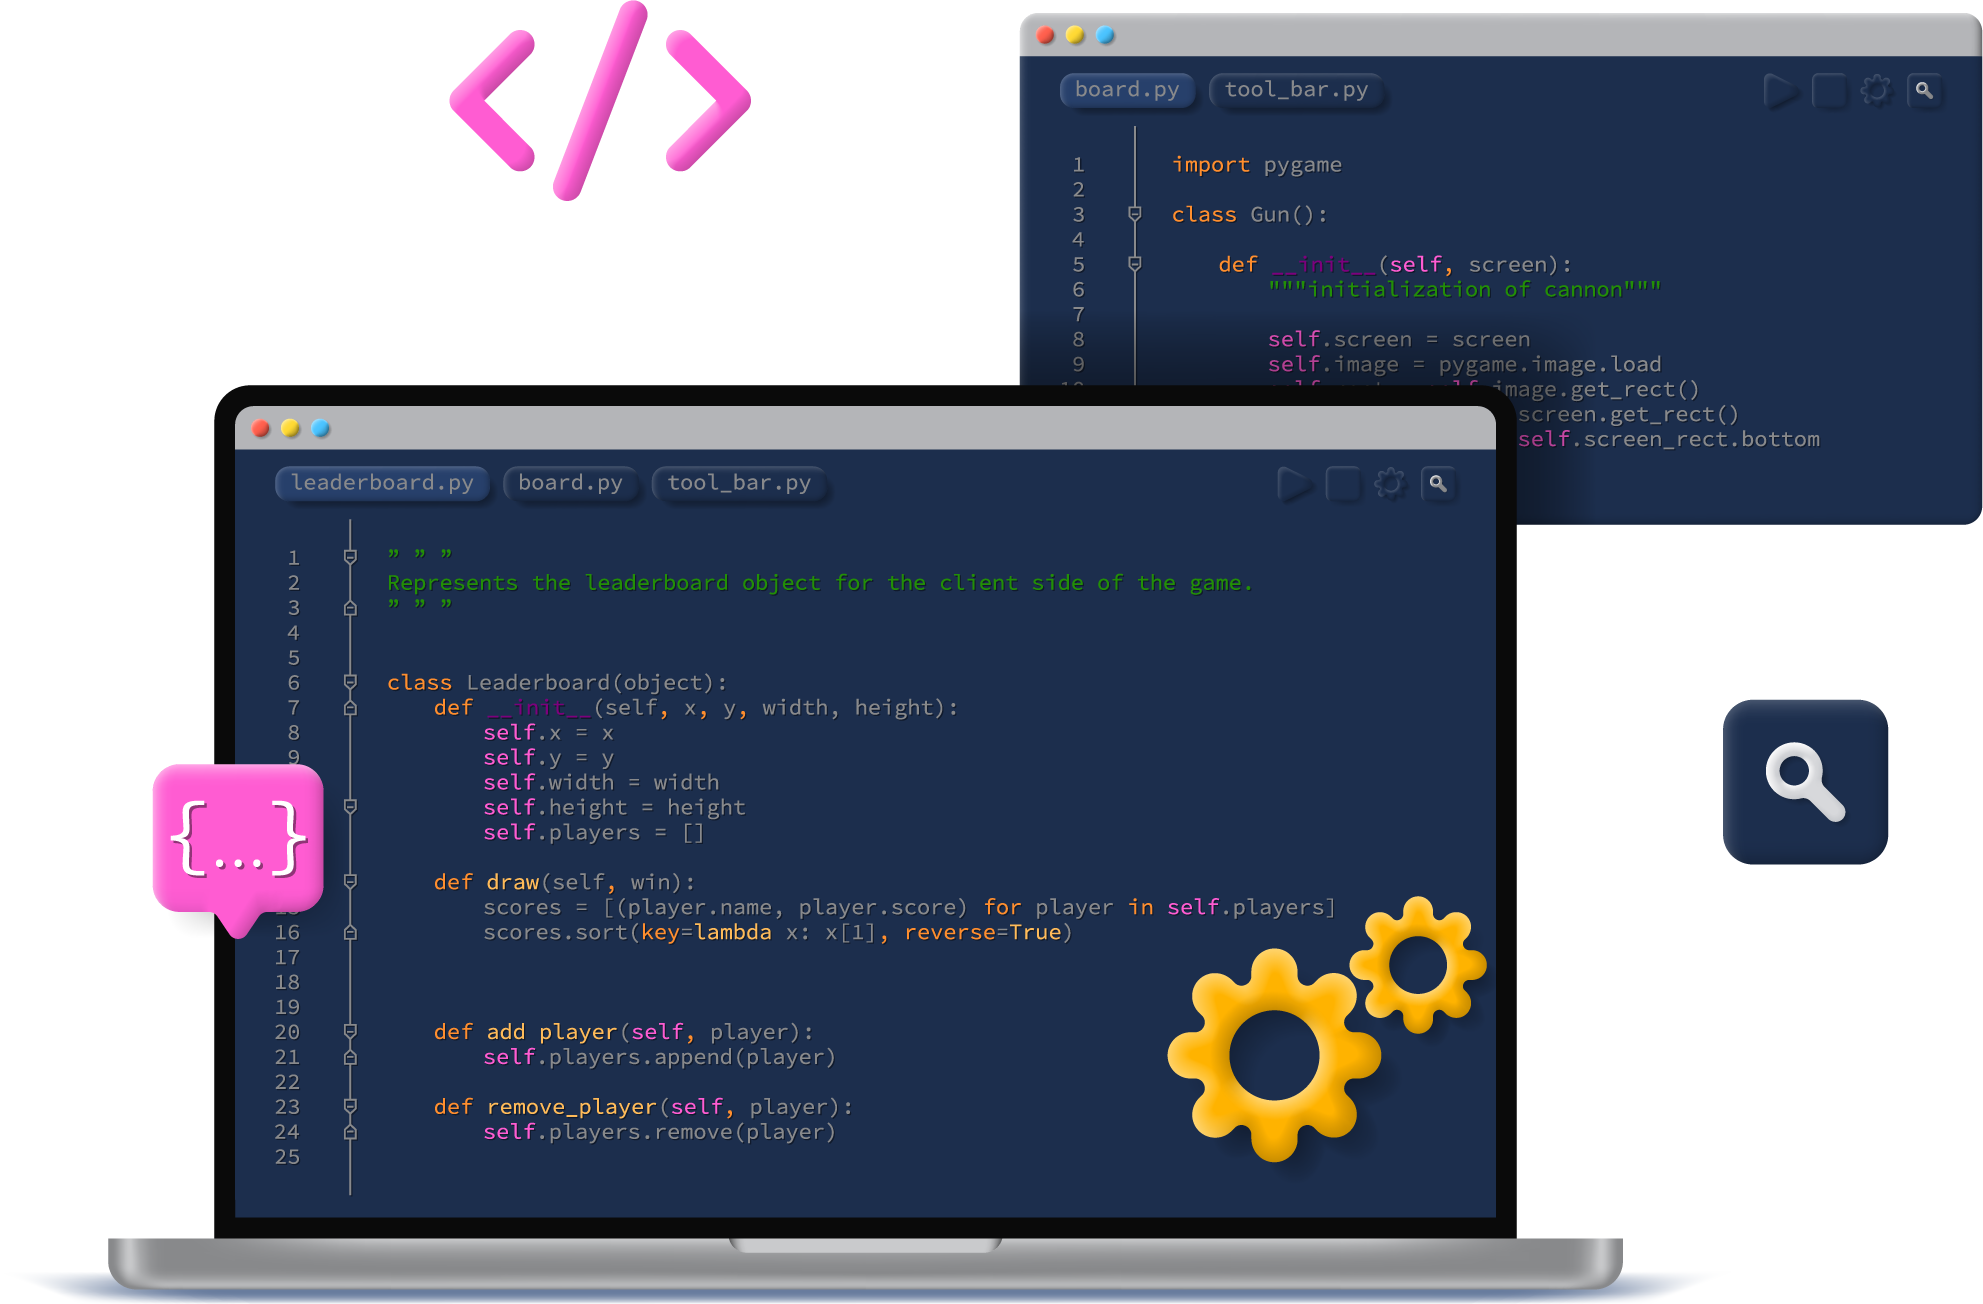 </>
board.py tool_bar.py
1 import pygame
2
3 class Gun():
4
5 def __init__(self, screen):
6 """initialization of cannon"""
7
8 self.screen = screen
9 self.image = pygame.image.load
image.get_rect()
screen.get_rect()
self.screen_rect.bottom
leaderboard.py board.py tool_bar.py
1 ” ” ”
2 Represents the leaderboard object for the client side of the game.
3 ” ” ”
4
5
6 class Leaderboard(object):
7 def __init__(self, x, y, width, height):
8 self.x = x
9 self.y = y
self.width = width
self.height = height
self.players = []
def draw(self, win):
scores = [(player.name, player.score) for player in self.players]
16 scores.sort(key=lambda x: x[1], reverse=True)
17
18
19
20 def add player(self, player):
21 self.players.append(player)
22
23 def remove_player(self, player):
24 self.players.remove(player)
25
{...}